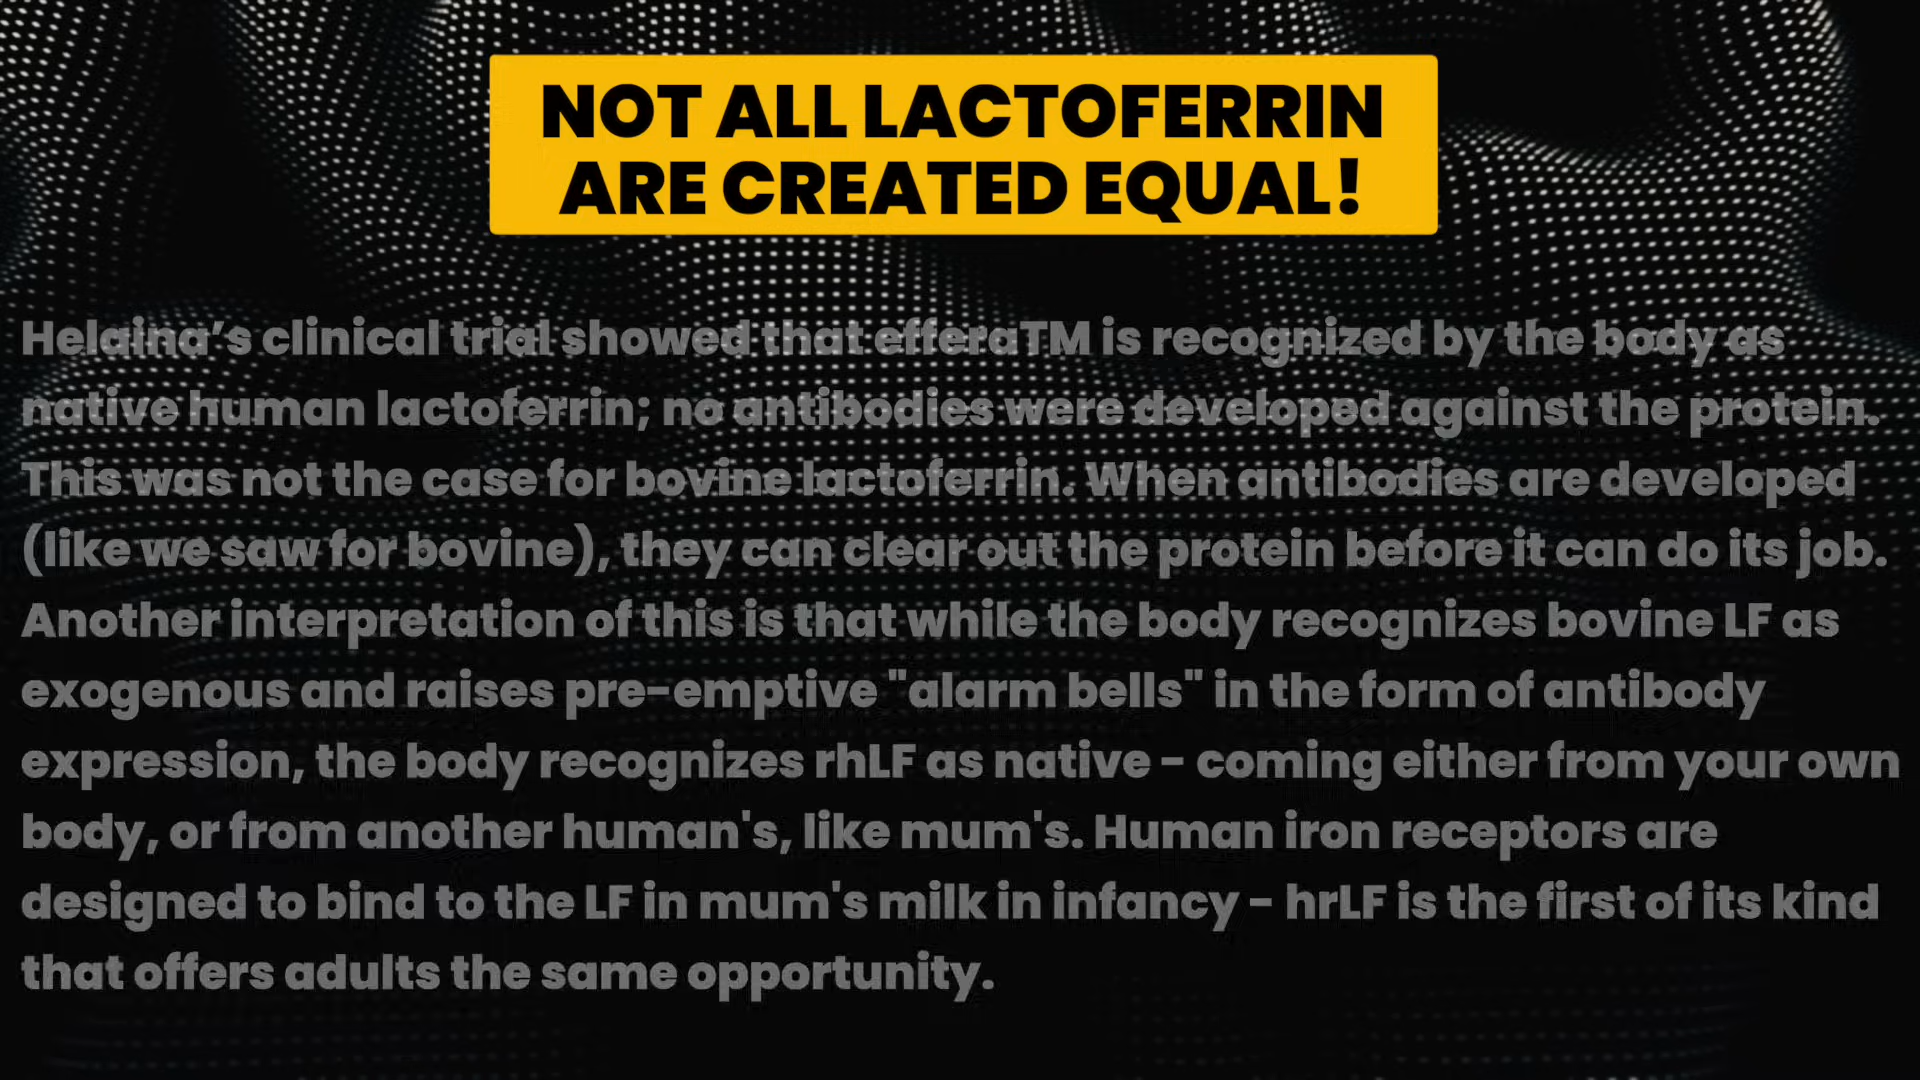 NOT ALL LACTOFERRIN
ARE CREATED EQUAL!
Helaina’s clinical trial showed that efferaTM is recognized by the body as
native human lactoferrin; no antibodies were developed against the protein.
This was not the case for bovine lactoferrin. When antibodies are developed
(like we saw for bovine), they can clear out the protein before it can do its job.
Another interpretation of this is that while the body recognizes bovine LF as
exogenous and raises pre-emptive "alarm bells" in the form of antibody
expression, the body recognizes rhLF as native - coming either from your own
body, or from another human's, like mum's. Human iron receptors are
designed to bind to the LF in mum's milk in infancy - hrLF is the first of its kind
that offers adults the same opportunity.